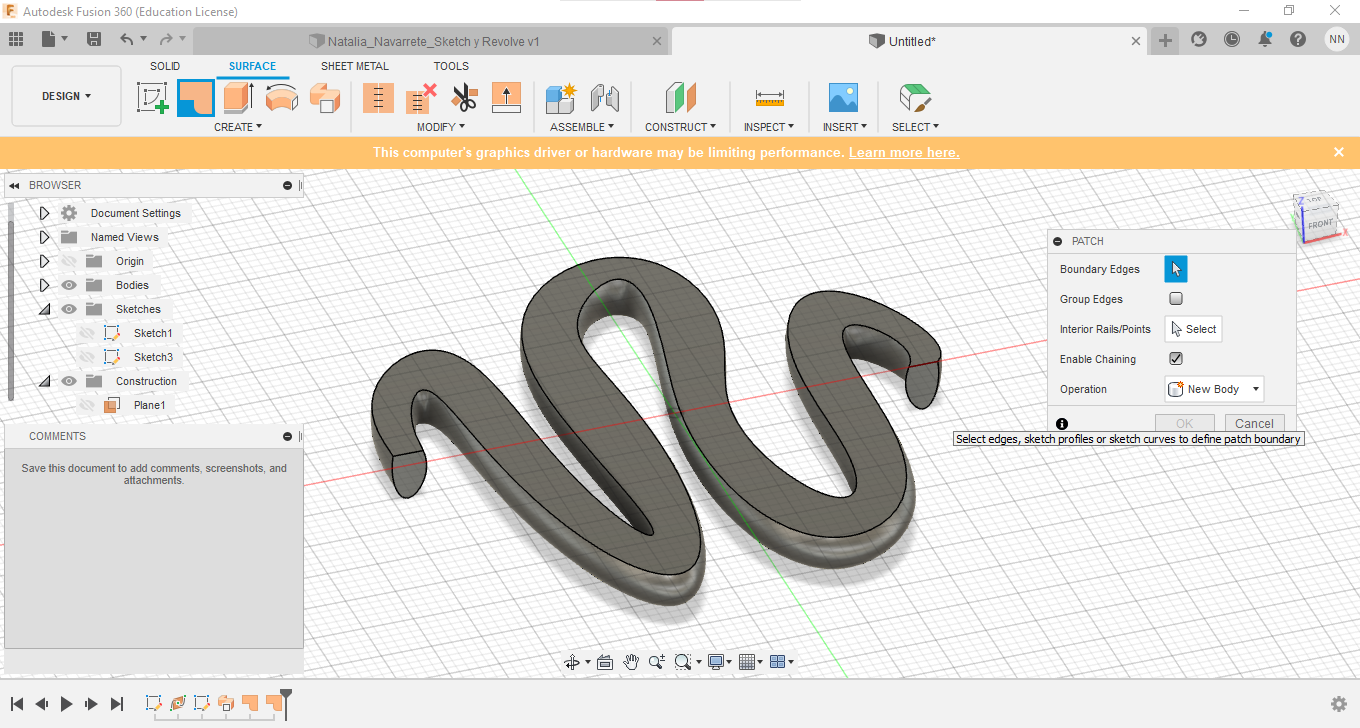 Autodesk Fusion 360 (Education License)
Natalia_Navarrete_Sketch y Revolve v1
Untitled*
NN
SOLID SURFACE SHEET METAL TOOLS
DESIGN
CREATE MODIFY ASSEMBLE CONSTRUCT INSPECT INSERT SELECT
This computer's graphics driver or hardware may be limiting performance. Learn more here.
BROWSER
Document Settings
Named Views
Origin
Bodies
Sketches
Sketch1
Sketch3
Construction
Plane1
COMMENTS
Save this document to add comments, screenshots, and
attachments.
Z
FRONT
X
PATCH
Boundary Edges
Group Edges
Interior Rails/Points Select
Enable Chaining
Operation New Body
OK Cancel
Select edges, sketch profiles or sketch curves to define patch boundary